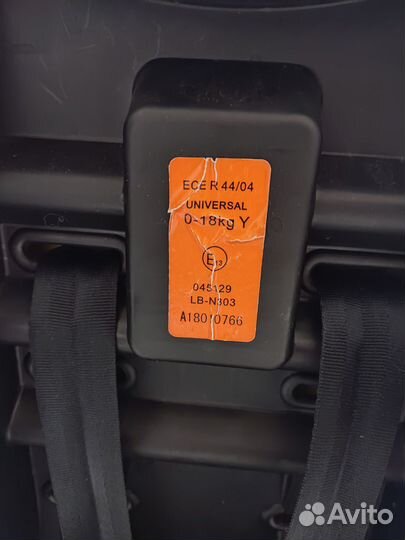 ECE R 44/04
UNIVERSAL
0-18kg Y
E13
045129
LB-N303
A18010766
Avito